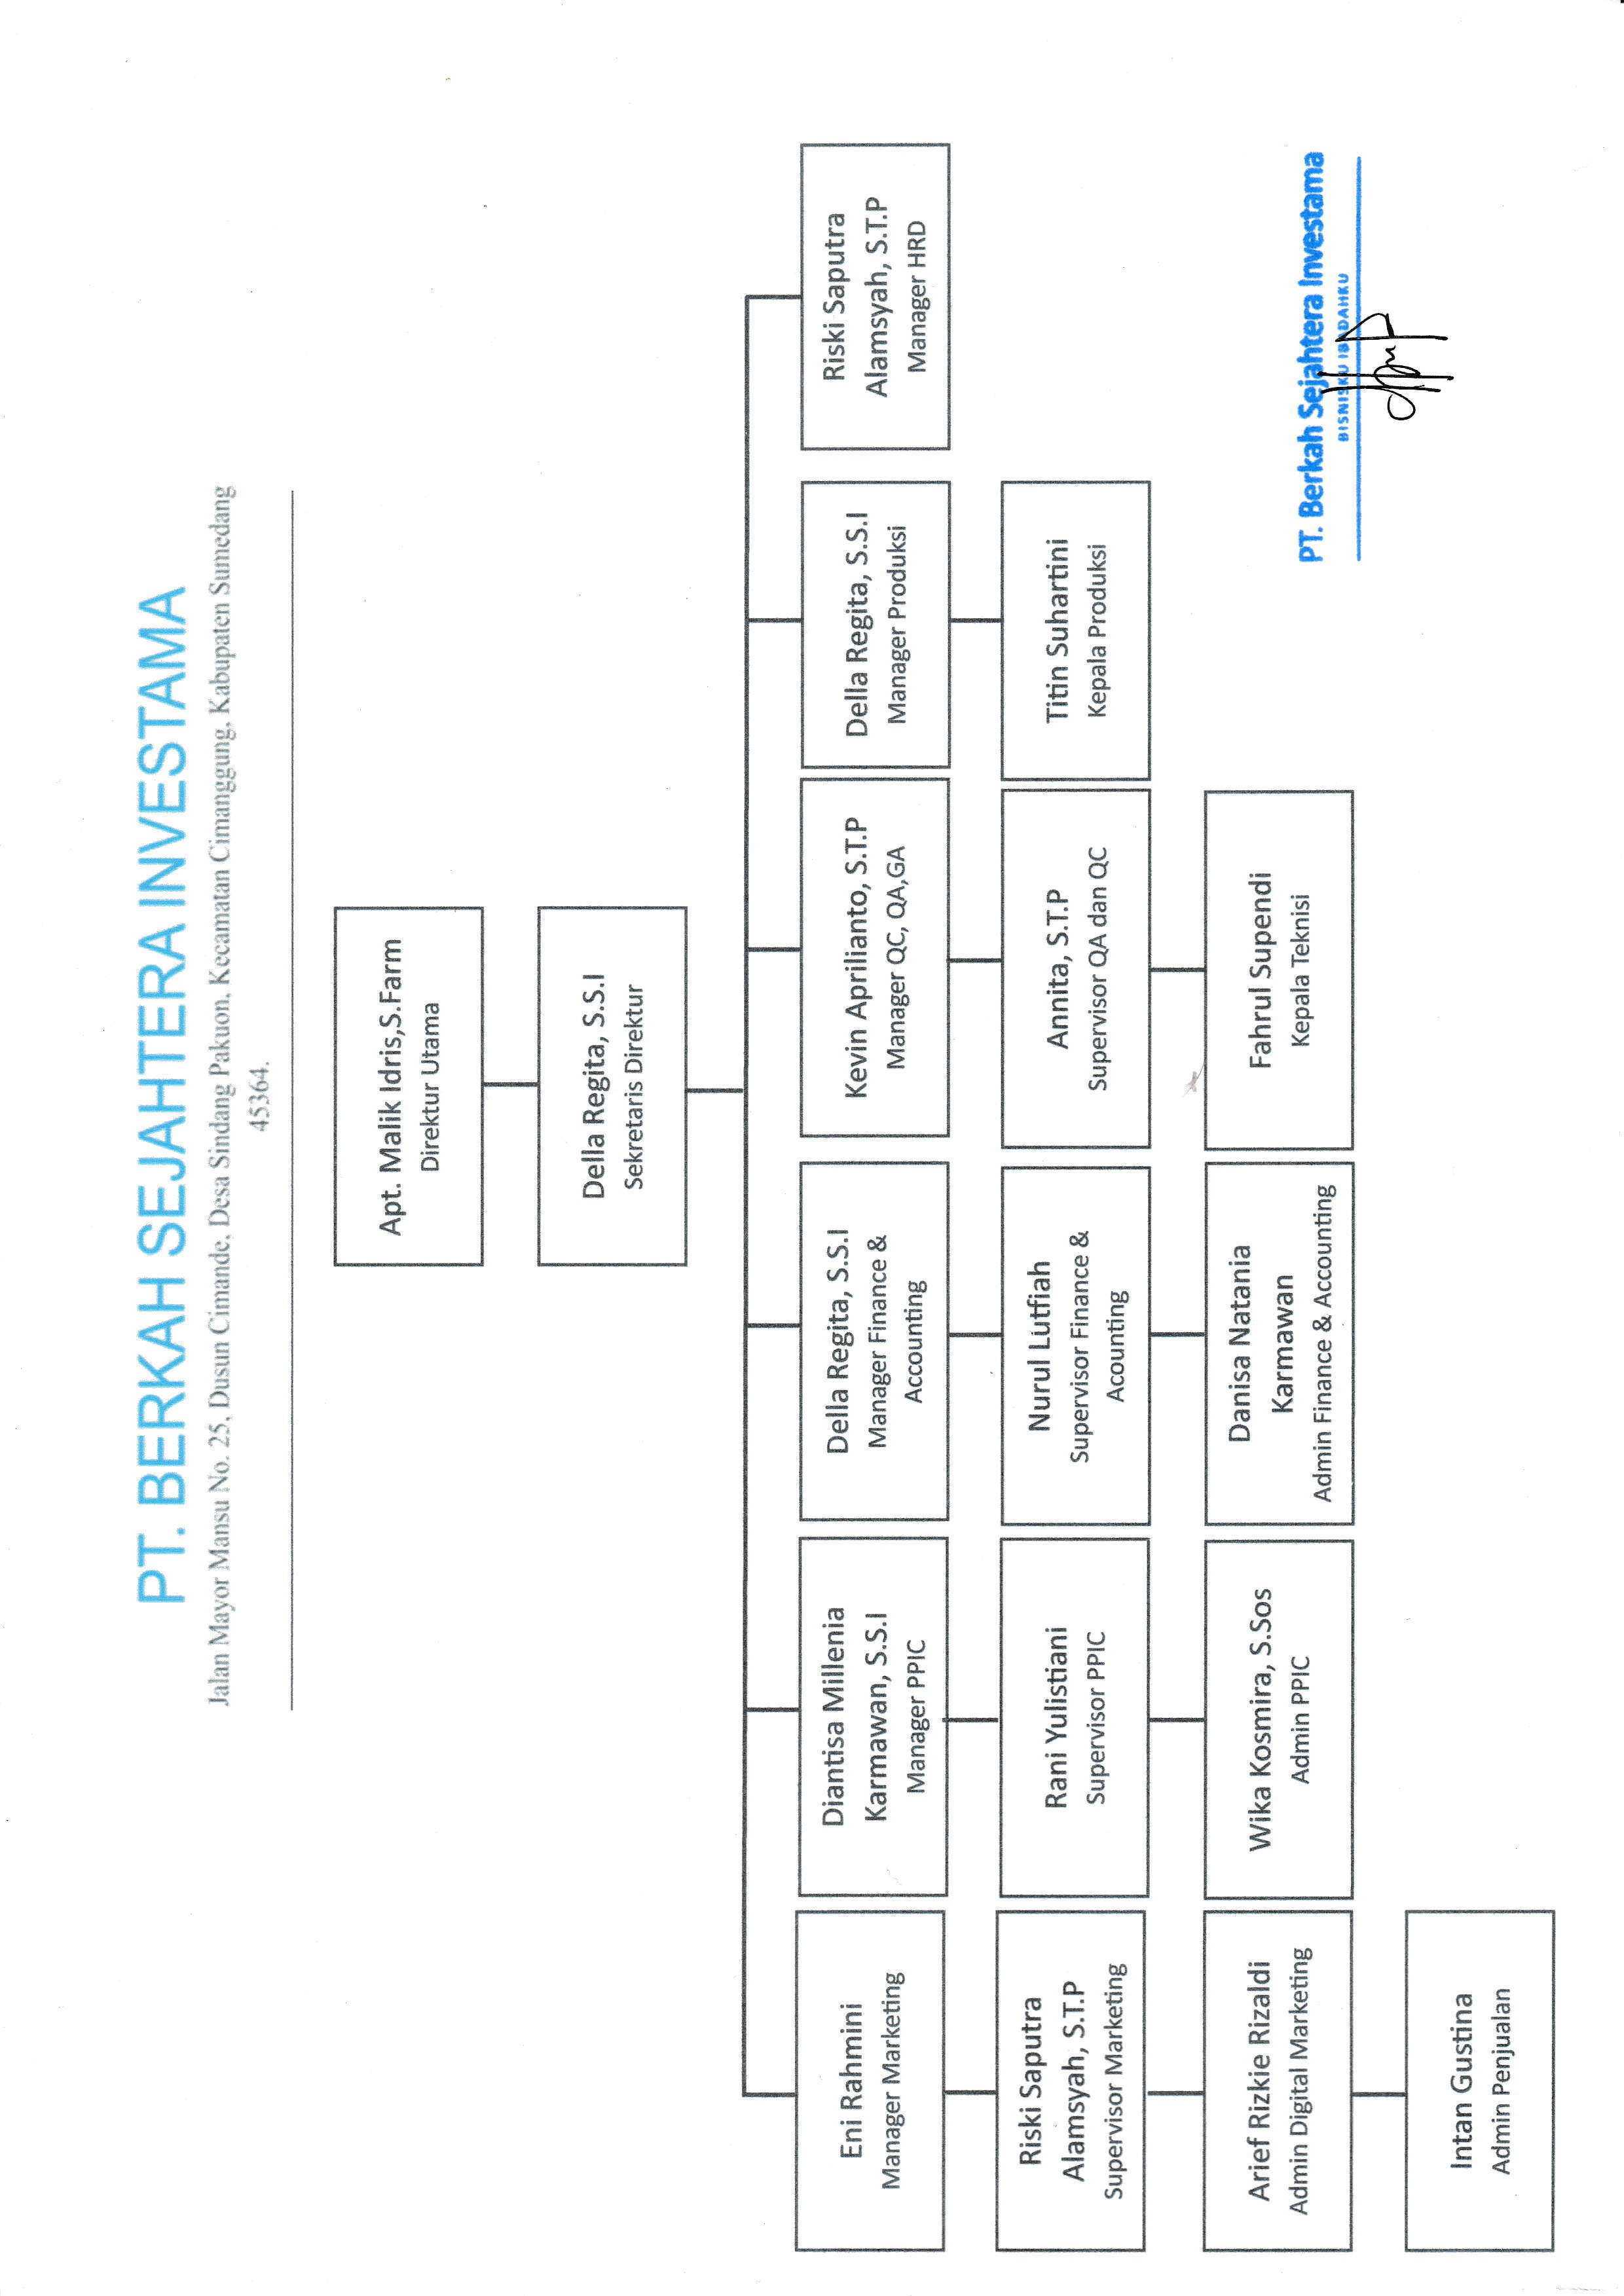 PT. BERKAH SEJAHTERA INVESTAMA
Jalan Mayor Mansu No. 25, Dusun Cimande, Desa Sindang Pakuon, Kecamatan Cimanggung, Kabupaten Sumedang
45364.
Apt. Malik Idris,S.Farm
Direktur Utama
Della Regita, S.S.I
Sekretaris Direktur
Eni Rahmini
Manager Marketing
Diantisa Millenia
Karmawan, S.S.I
Manager PPIC
Della Regita, S.S.I
Manager Finance &
Accounting
Kevin Aprilianto, S.T.P
Manager QC, QA,GA
Della Regita, S.S.I
Manager Produksi
Riski Saputra
Alamsyah, S.T.P
Manager HRD
Riski Saputra
Alamsyah, S.T.P
Supervisor Marketing
Rani Yulistiani
Supervisor PPIC
Nurul Lutfiah
Supervisor Finance &
Acounting
Annita, S.T.P
Supervisor QA dan QC
Titin Suhartini
Kepala Produksi
Arief Rizkie Rizaldi
Admin Digital Marketing
Wika Kosmira, S.Sos
Admin PPIC
Danisa Natania
Karmawan
Admin Finance & Accounting
Fahrul Supendi
Kepala Teknisi
Intan Gustina
Admin Penjualan
PT. Berkah Sejahtera Investama
BISNISKU IBADAHKU